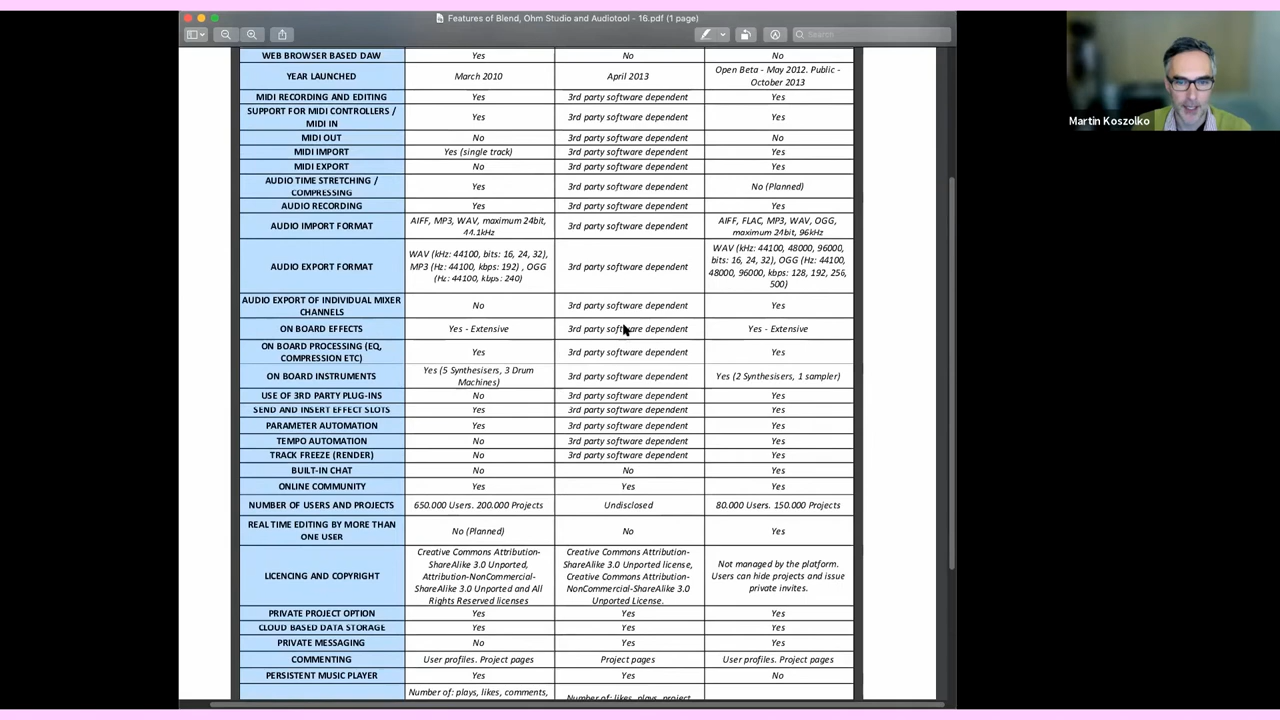 Features of Blend, Ohm Studio and Audiotool - 16.pdf (1 page)
Search
Martin Koszolko
WEB BROWSER BASED DAW Yes No No
YEAR LAUNCHED March 2010 April 2013 Open Beta - May 2012. Public -
October 2013
MIDI RECORDING AND EDITING Yes 3rd party software dependent Yes
SUPPORT FOR MIDI CONTROLLERS /
MIDI IN Yes 3rd party software dependent Yes
MIDI OUT No 3rd party software dependent No
MIDI IMPORT Yes (single track) 3rd party software dependent Yes
MIDI EXPORT No 3rd party software dependent Yes
AUDIO TIME STRETCHING /
COMPRESSING Yes 3rd party software dependent No (Planned)
AUDIO RECORDING Yes 3rd party software dependent Yes
AUDIO IMPORT FORMAT AIFF, MP3, WAV, maximum 24bit,
44.1kHz 3rd party software dependent AIFF, FLAC, MP3, WAV, OGG,
maximum 24bit, 96kHz
AUDIO EXPORT FORMAT WAV (kHz: 44100, bits: 16, 24, 32),
MP3 (Hz: 44100, kbps: 192) , OGG
(Hz: 44100, kbps: 240) 3rd party software dependent WAV (kHz: 44100, 48000, 96000,
bits: 16, 24, 32), OGG (Hz: 44100,
48000, 96000, kbps: 128, 192, 256,
500)
AUDIO EXPORT OF INDIVIDUAL MIXER
CHANNELS No 3rd party software dependent Yes
ON BOARD EFFECTS Yes - Extensive 3rd party software dependent Yes - Extensive
ON BOARD PROCESSING (EQ,
COMPRESSION ETC) Yes 3rd party software dependent Yes
ON BOARD INSTRUMENTS Yes (5 Synthesisers, 3 Drum
Machines) 3rd party software dependent Yes (2 Synthesisers, 1 sampler)
USE OF 3RD PARTY PLUG-INS No 3rd party software dependent Yes
SEND AND INSERT EFFECT SLOTS Yes 3rd party software dependent Yes
PARAMETER AUTOMATION Yes 3rd party software dependent Yes
TEMPO AUTOMATION No 3rd party software dependent Yes
TRACK FREEZE (RENDER) No 3rd party software dependent Yes
BUILT-IN CHAT No No Yes
ONLINE COMMUNITY Yes Yes Yes
NUMBER OF USERS AND PROJECTS 650.000 Users. 200.000 Projects Undisclosed 80.000 Users. 150.000 Projects
REAL TIME EDITING BY MORE THAN
ONE USER No (Planned) No Yes
LICENCING AND COPYRIGHT Creative Commons Attribution-
ShareAlike 3.0 Unported,
Attribution-NonCommercial-
ShareAlike 3.0 Unported and All
Rights Reserved licenses Creative Commons Attribution-
ShareAlike 3.0 Unported license,
Creative Commons Attribution-
NonCommercial-ShareAlike 3.0
Unported License. Not managed by the platform.
Users can hide projects and issue
private invites.
PRIVATE PROJECT OPTION Yes Yes Yes
CLOUD BASED DATA STORAGE Yes Yes Yes
PRIVATE MESSAGING No Yes Yes
COMMENTING User profiles. Project pages Project pages User profiles. Project pages
PERSISTENT MUSIC PLAYER Yes Yes No
Number of: plays, likes, comments, Number of: likes, plays, project